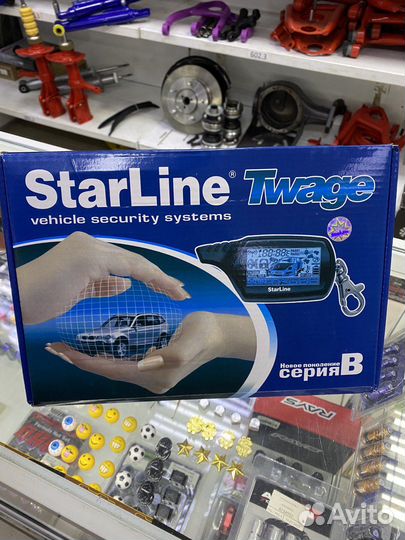 602.3
StarLine® Twage
vehicle security systems
StarLine
Новое поколение
серия B
RAYS
Avito